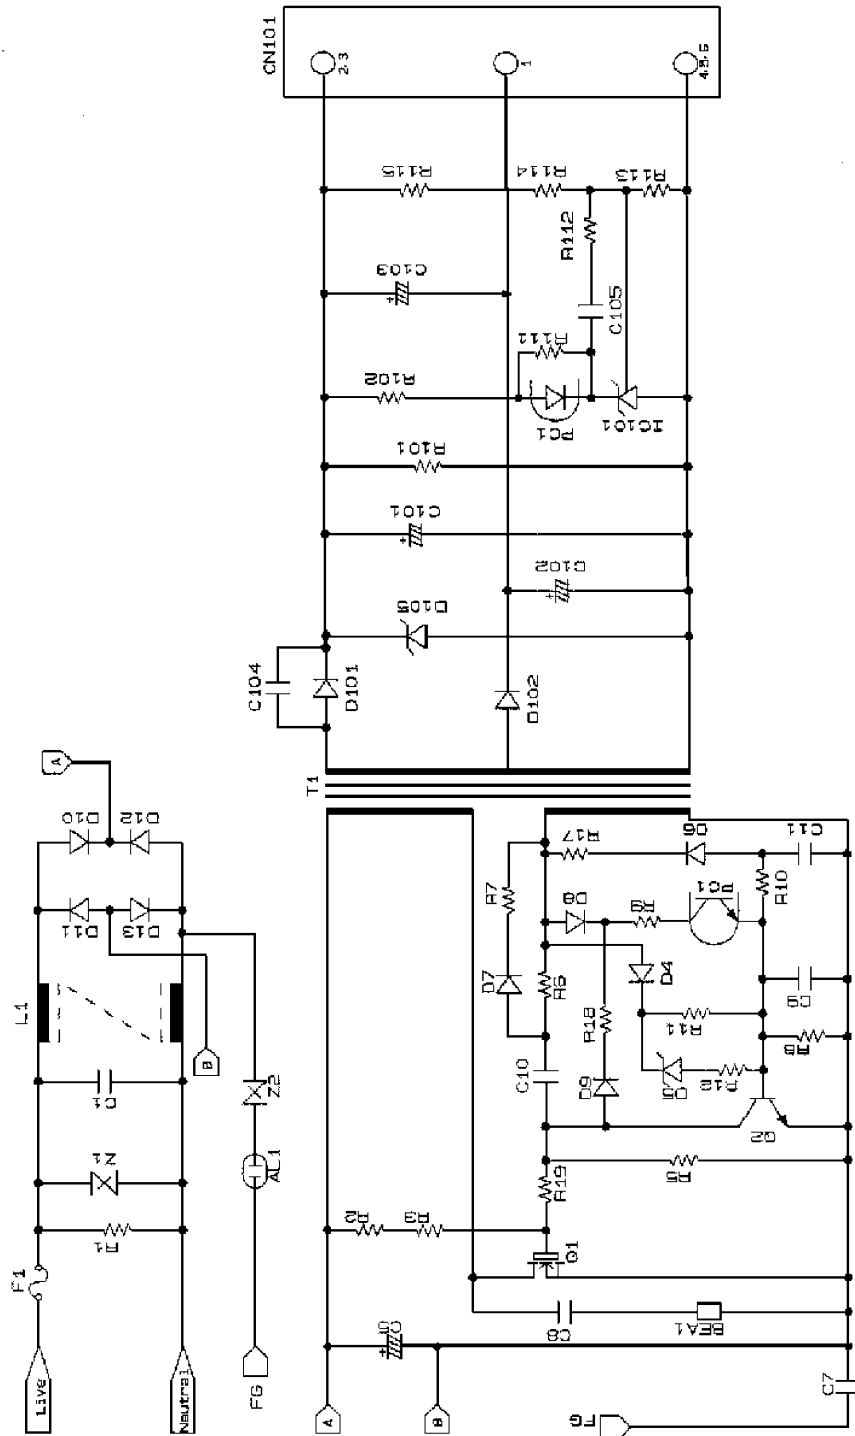 CN101
2,3
1
4,5,6
R115
R114
R113
R112
C103
C105
R111
R102
PC1
IC101
R101
C101
C102
D105
C104
D101
D102
T1
A
D10
D12
D11
D13
L1
B
C1
Z2
Z1
AL1
R1
F1
Live
Neutral
FG
R17
D6
C11
R7
D8
R9
PC1
R10
D7
R6
D4
C9
R18
R11
R8
C10
D9
D5
R12
Q2
R19
R5
R2
R3
Q1
C8
BEA1
A
B
FG
C7